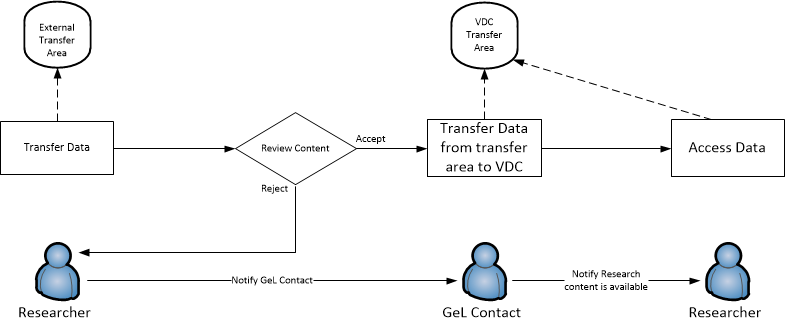 External
Transfer
Area
VDC
Transfer
Area
Transfer Data
Review Content
Accept
Transfer Data
from transfer
area to VDC
Access Data
Reject
Notify GeL Contact
Notify Research
content is available
Researcher
GeL Contact
Researcher